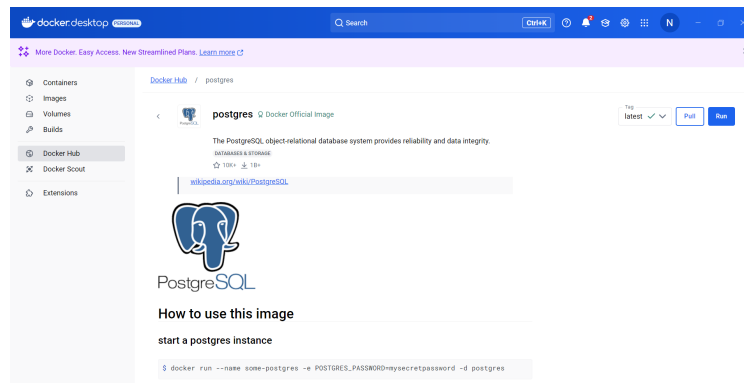 docker.desktop PERSONAL
Search
Ctrl+K
N
More Docker. Easy Access. New Streamlined Plans. Learn more
Containers
Images
Volumes
Builds
Docker Hub
Docker Scout
Extensions
Docker Hub / postgres
PostgreSQL
postgres Docker Official Image
Tag
latest
Pull
Run
The PostgreSQL object-relational database system provides reliability and data integrity.
DATABASES & STORAGE
10K+ 1B+
wikipedia.org/wiki/PostgreSQL
PostgreSQL
How to use this image
start a postgres instance
$ docker run --name some-postgres -e POSTGRES_PASSWORD=mysecretpassword -d postgres